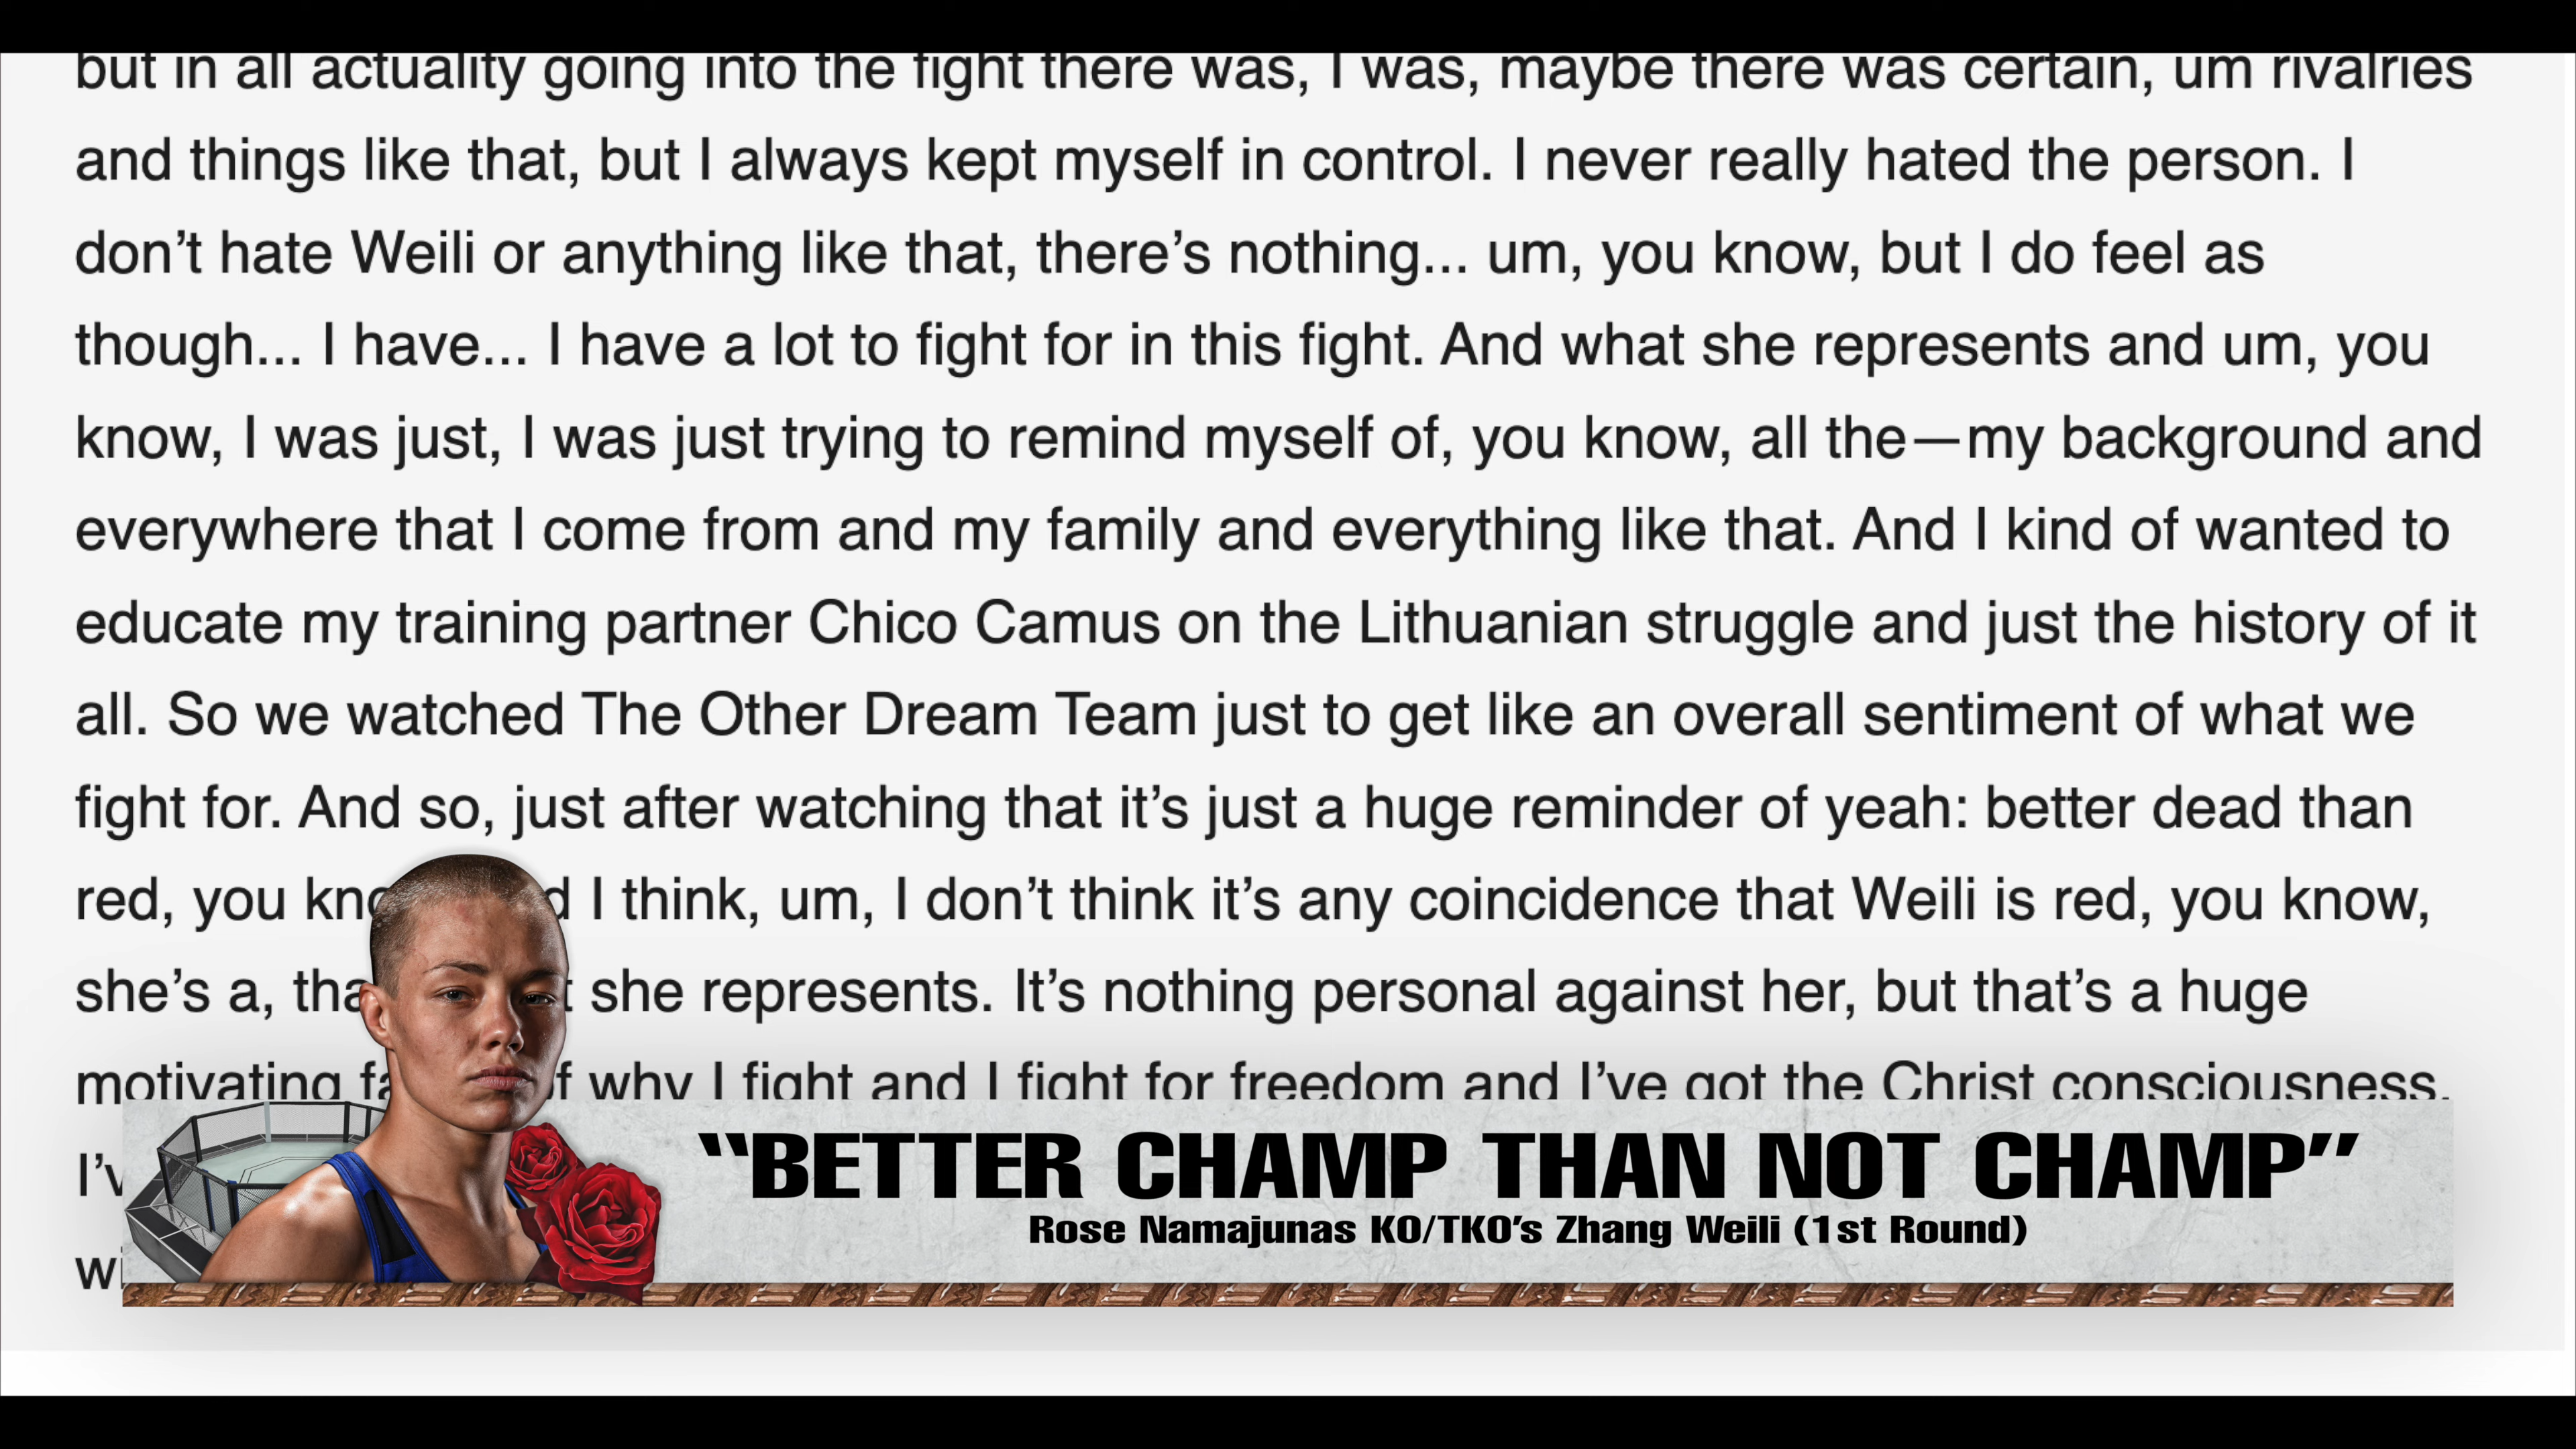 but in all actuality going into the fight there was, I was, maybe there was certain, um rivalries
and things like that, but I always kept myself in control. I never really hated the person. I
don’t hate Weili or anything like that, there’s nothing... um, you know, but I do feel as
though... I have... I have a lot to fight for in this fight. And what she represents and um, you
know, I was just, I was just trying to remind myself of, you know, all the—my background and
everywhere that I come from and my family and everything like that. And I kind of wanted to
educate my training partner Chico Camus on the Lithuanian struggle and just the history of it
all. So we watched The Other Dream Team just to get like an overall sentiment of what we
fight for. And so, just after watching that it’s just a huge reminder of yeah: better dead than
red, you I think, um, I don’t think it’s any coincidence that Weili is red, you know,
she’s a, she represents. It’s nothing personal against her, but that’s a huge
motivating why I fight and I fight for freedom and I’ve got the Christ consciousness,
“BETTER CHAMP THAN NOT CHAMP”
Rose Namajunas KO/TKO’s Zhang Weili (1st Round)